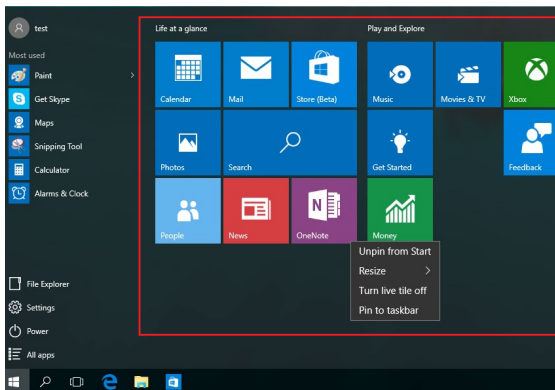 test
Most used
Paint
Get Skype
Maps
Snipping Tool
Calculator
Alarms & Clock
File Explorer
Settings
Power
All apps
Life at a glance
Calendar
Mail
Store (Beta)
Photos
Search
People
News
OneNote
Play and Explore
Music
Movies & TV
Xbox
Get Started
Feedback
Money
Unpin from Start
Resize
Turn live tile off
Pin to taskbar